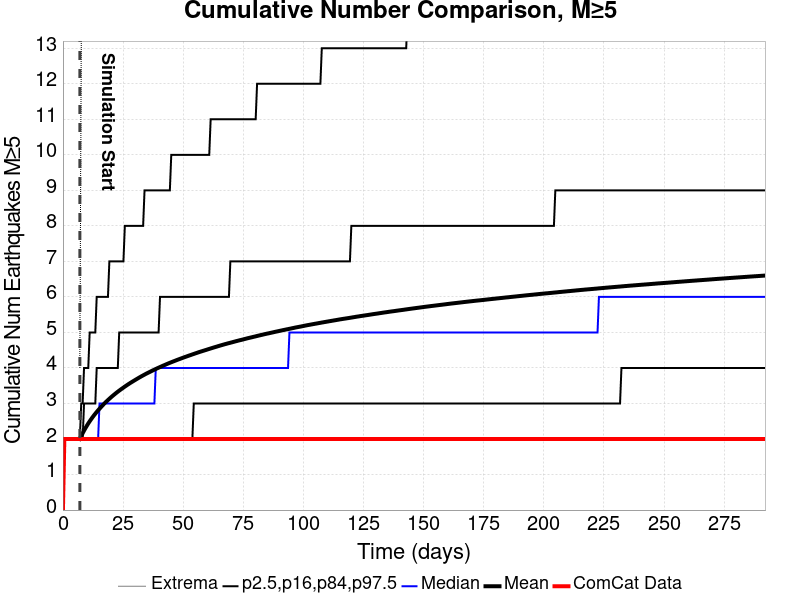 Cumulative Number Comparison, M≥5
Cumulative Num Earthquakes M≥5
13
12
11
10
9
8
7
6
5
4
3
2
1
0
Simulation Start
0 25 50 75 100 125 150 175 200 225 250 275
Time (days)
Extrema p2.5,p16,p84,p97.5 Median Mean ComCat Data